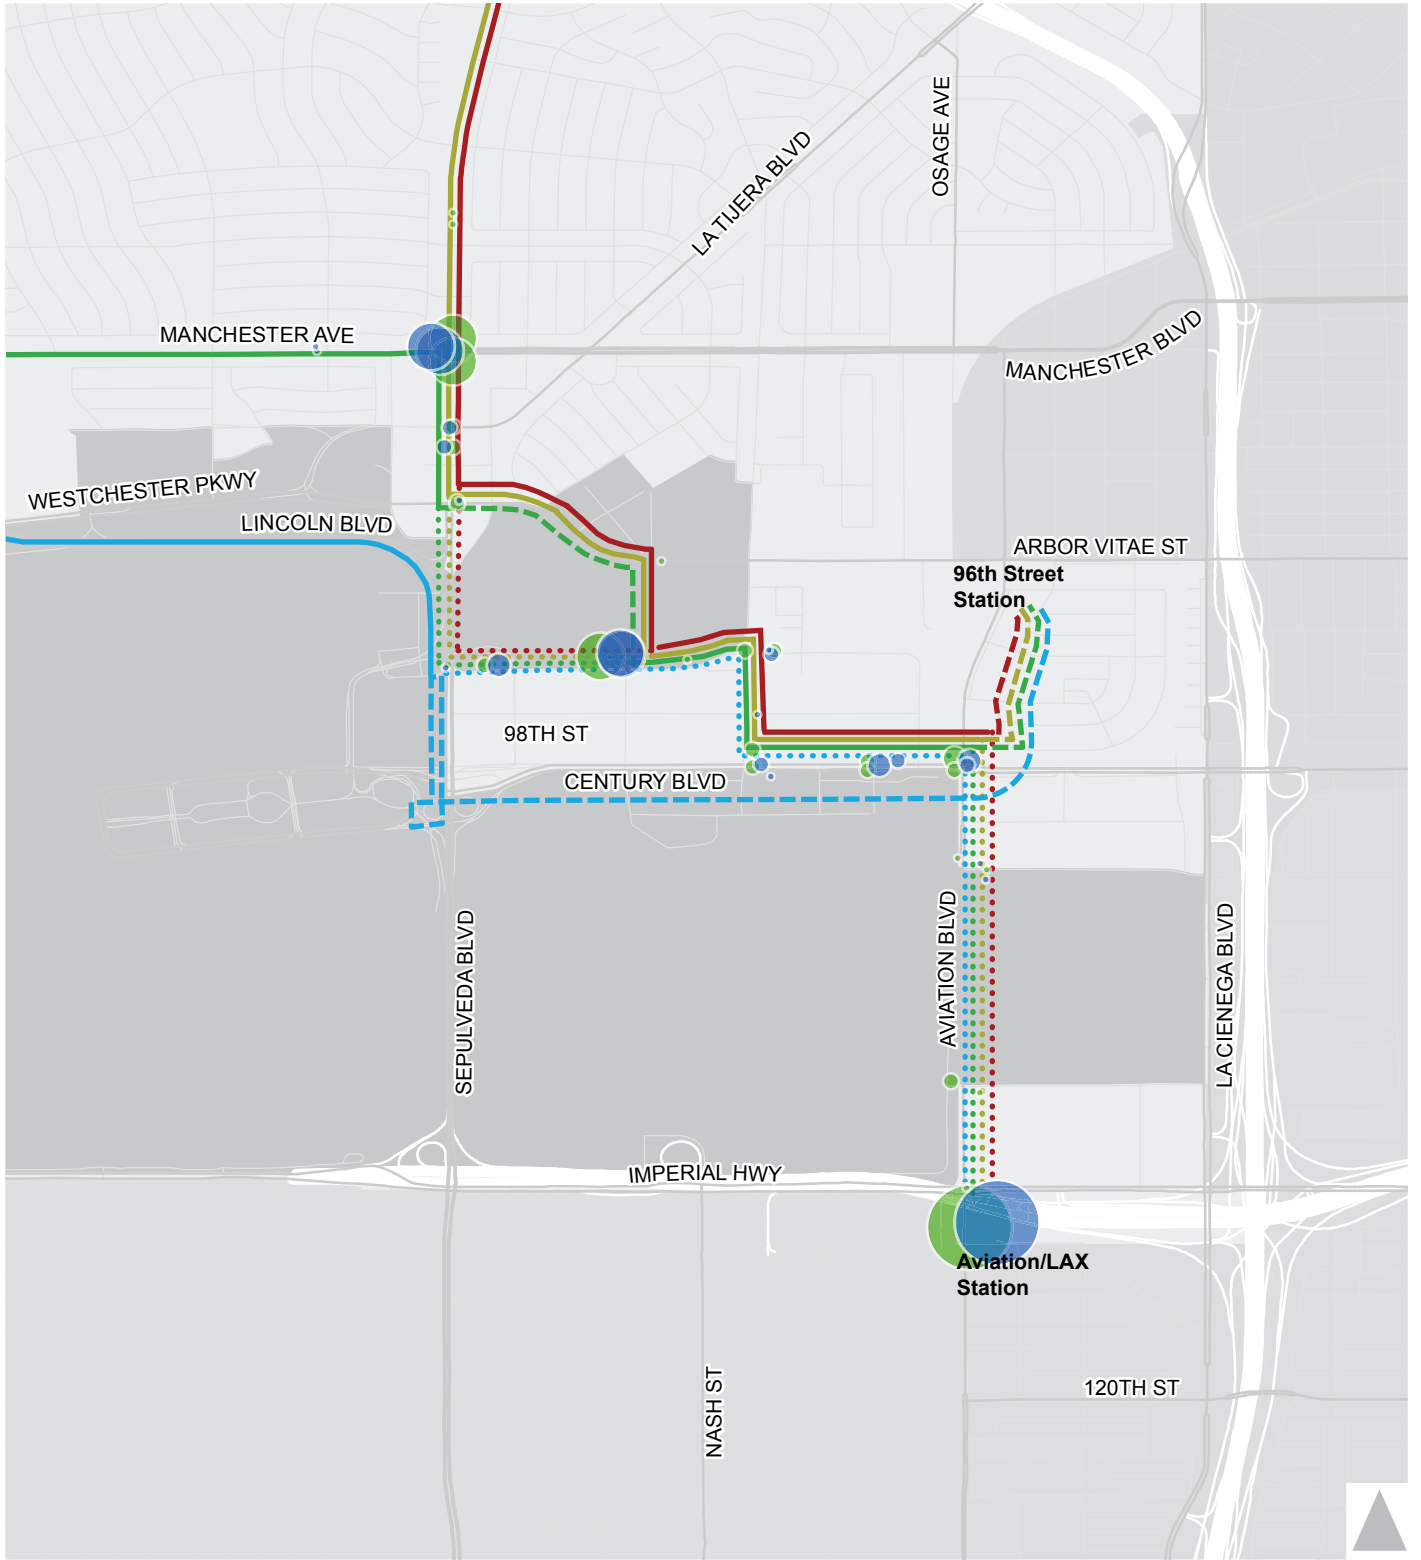 OSAGE AVE
LA TIJERA BLVD
MANCHESTER AVE
MANCHESTER BLVD
WESTCHESTER PKWY
LINCOLN BLVD
ARBOR VITAE ST
96th Street
Station
98TH ST
CENTURY BLVD
SEPULVEDA BLVD
AVIATION BLVD
LA CIENEGA BLVD
IMPERIAL HWY
Aviation/LAX
Station
NASH ST
120TH ST